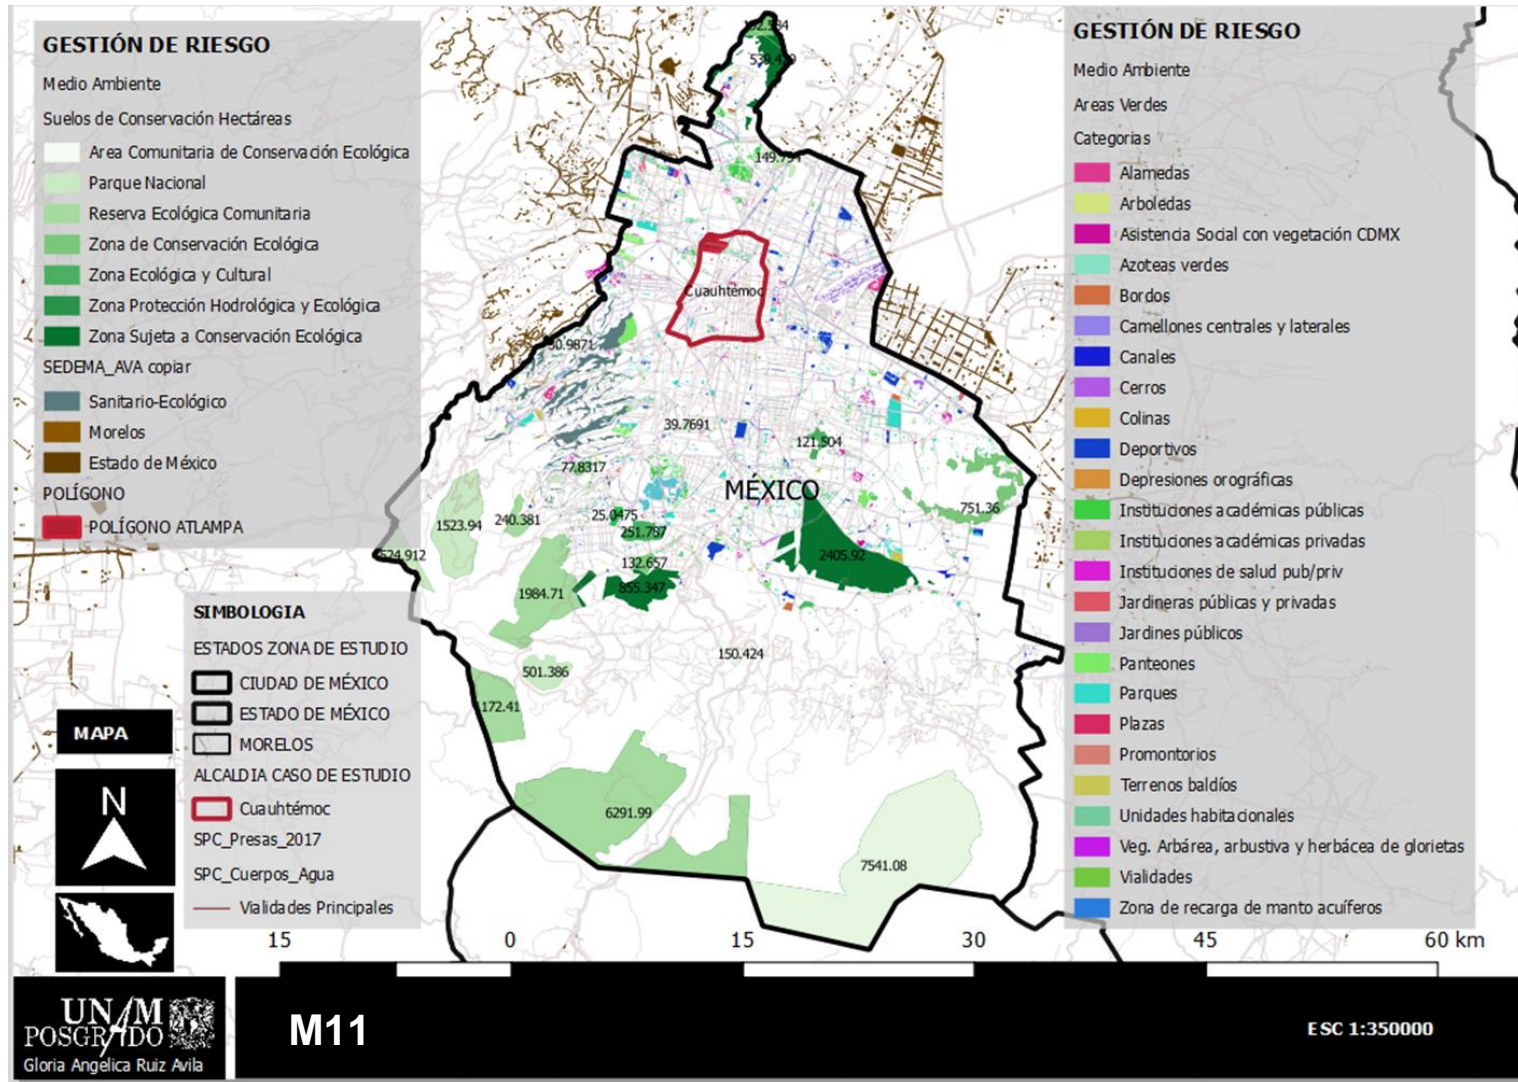 GESTIÓN DE RIESGO
Medio Ambiente
Suelos de Conservación Hectáreas
Area Comunitaria de Conservación Ecológica
Parque Nacional
Reserva Ecológica Comunitaria
Zona de Conservación Ecológica
Zona Ecológica y Cultural
Zona Protección Hodrológica y Ecológica
Zona Sujeta a Conservación Ecológica
SEDEMA_AVA copiar
Sanitario-Ecológico
Morelos
Estado de México
POLÍGONO
POLÍGONO ATLAMPA
SIMBOLOGIA
ESTADOS ZONA DE ESTUDIO
CIUDAD DE MÉXICO
ESTADO DE MÉXICO
MORELOS
ALCALDIA CASO DE ESTUDIO
Cuauhtémoc
SPC_Presas_2017
SPC_Cuerpos_Agua
Vialidades Principales
MAPA
N
149.794
Cuauhtémoc
39.7691
121.504
77.8317
MÉXICO
751.36
1523.94
240.381
25.0475
251.787
2405.92
132.657
1984.71
855.347
150.424
501.386
172.41
6291.99
7541.08
GESTIÓN DE RIESGO
Medio Ambiente
Areas Verdes
Categorias
Alamedas
Arboledas
Asistencia Social con vegetación CDMX
Azoteas verdes
Bordos
Camellones centrales y laterales
Canales
Cerros
Colinas
Deportivos
Depresiones orográficas
Instituciones académicas públicas
Instituciones académicas privadas
Instituciones de salud pub/priv
Jardineras públicas y privadas
Jardines públicos
Panteones
Parques
Plazas
Promontorios
Terrenos baldíos
Unidades habitacionales
Veg. Arbárea, arbustiva y herbácea de glorietas
Vialidades
Zona de recarga de manto acuíferos
15 0 15 30 45 60 km
UNAM
POSGRADO
Gloria Angelica Ruiz Avila
M11
ESC 1:350000